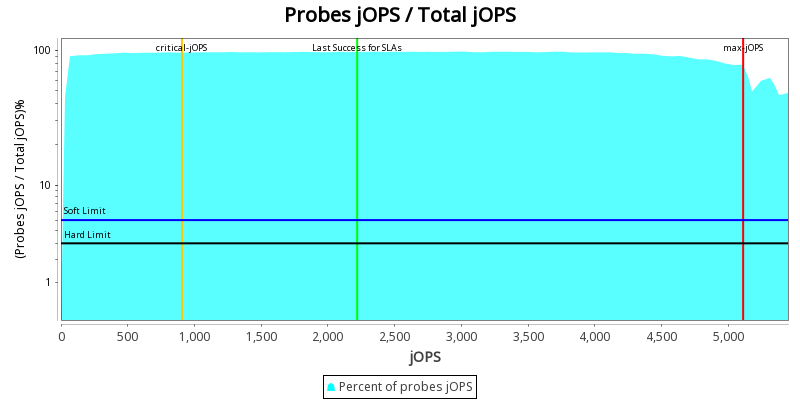 Probes jOPS / Total jOPS
critical-jOPS
Last Success for SLAs
max-jOPS
100
10
1
(Probes jOPS / Total jOPS)%
Soft Limit
Hard Limit
0 500 1,000 1,500 2,000 2,500 3,000 3,500 4,000 4,500 5,000
jOPS
Percent of probes jOPS